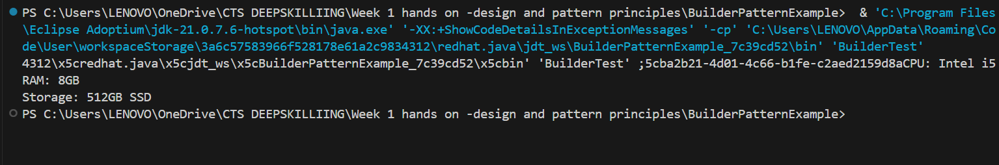 PS C:\Users\LENOVO\OneDrive\CTS DEEPSKILLIING\Week 1 hands on -design and pattern principles\BuilderPatternExample>  & 'C:\Program Files
\Eclipse Adoptium\jdk-21.0.7.6-hotspot\bin\java.exe' '-XX:+ShowCodeDetailsInExceptionMessages' '-cp' 'C:\Users\LENOVO\AppData\Roaming\Co
de\User\workspaceStorage\3a6c57583966f528178e61a2c9834312\redhat.java\jdt_ws\BuilderPatternExample_7c39cd52\bin' 'BuilderTest'
4312\x5credhat.java\x5cjdt_ws\x5cBuilderPatternExample_7c39cd52\x5cbin' 'BuilderTest' ;5cba2b21-4d01-4c66-b1fe-c2aed2159d8aCPU: Intel i5
RAM: 8GB
Storage: 512GB SSD
PS C:\Users\LENOVO\OneDrive\CTS DEEPSKILLIING\Week 1 hands on -design and pattern principles\BuilderPatternExample>